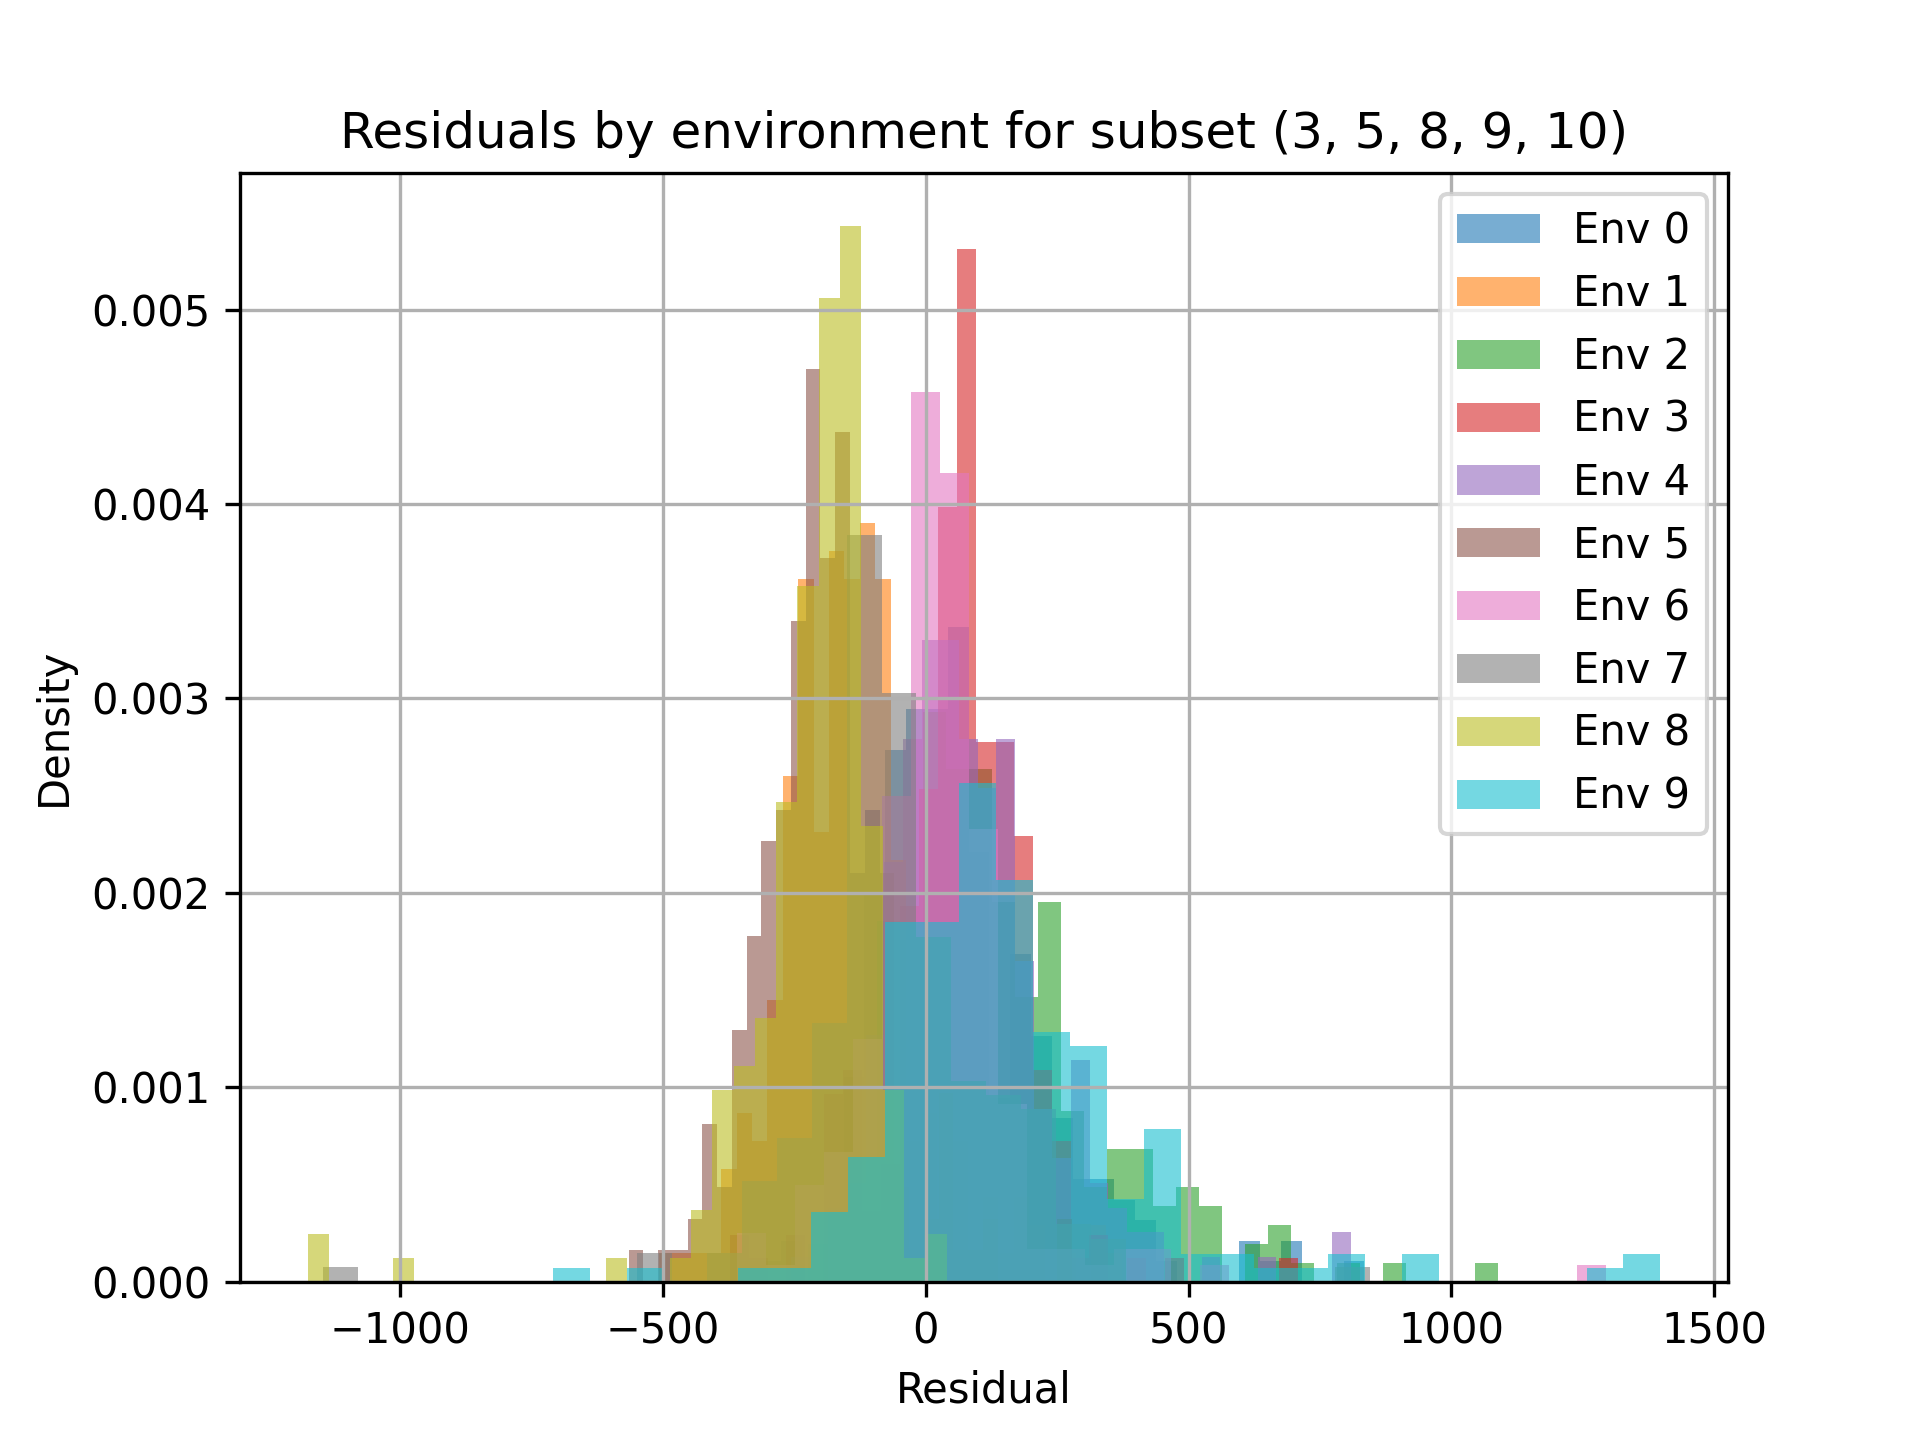 Residuals by environment for subset (3, 5, 8, 9, 10)
Env 0
Env 1
Env 2
Env 3
Env 4
Env 5
Env 6
Env 7
Env 8
Env 9
0.005
0.004
0.003
0.002
0.001
0.000
Density
−1000
−500
0
500
1000
1500
Residual